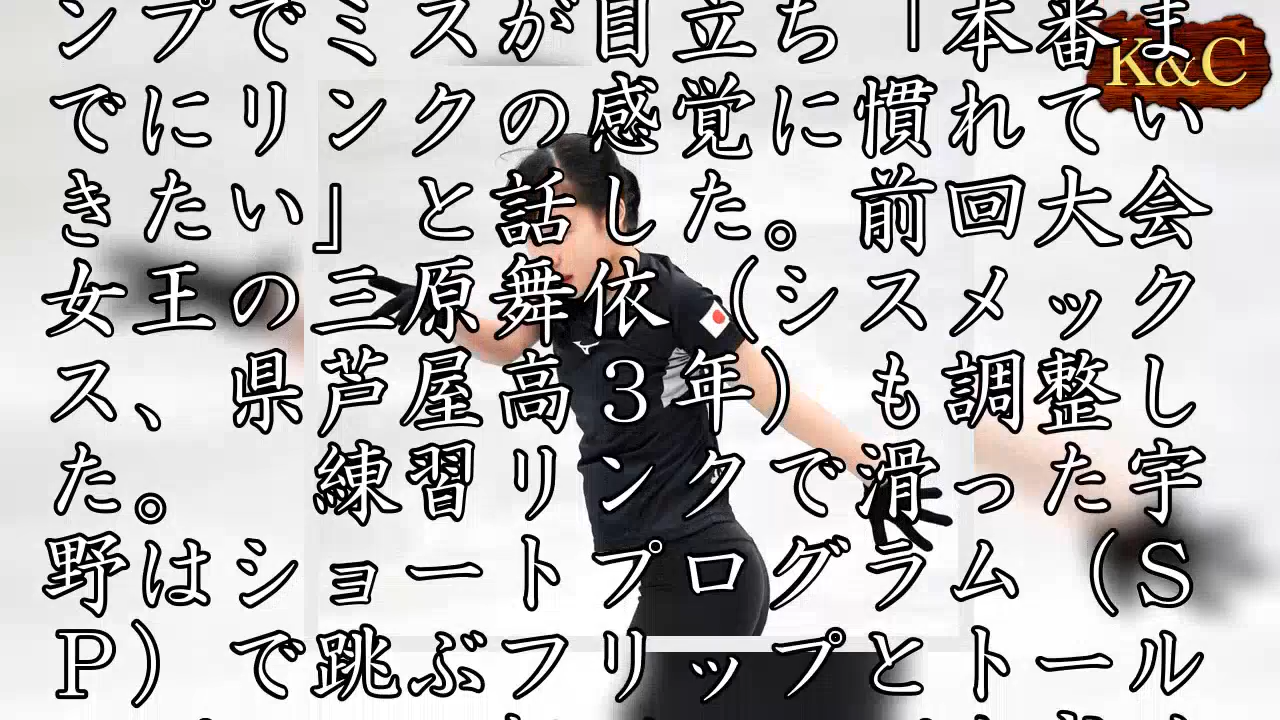 ンプでミスが目立ち「本番ま
でにリンクの感覚に慣れてい
きたい」と話した。前回大会
女王の三原舞依（シスメック
ス、県芦屋高３年）も調整し
た。　練習リンクで滑った宇
野はショートプログラム（Ｓ
Ｐ）で跳ぶフリップとトール
K&C